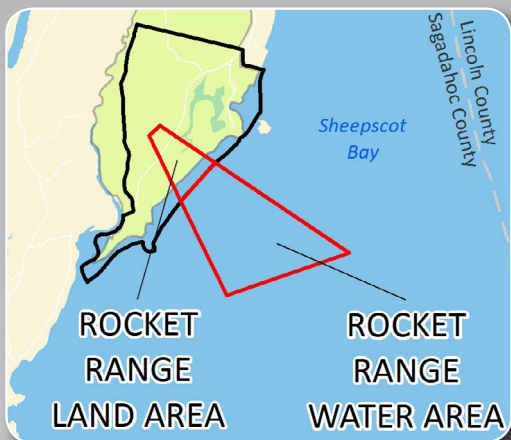 Lincoln County
Sagadahoc County
Sheepscot
Bay
ROCKET
RANGE
LAND AREA
ROCKET
RANGE
WATER AREA